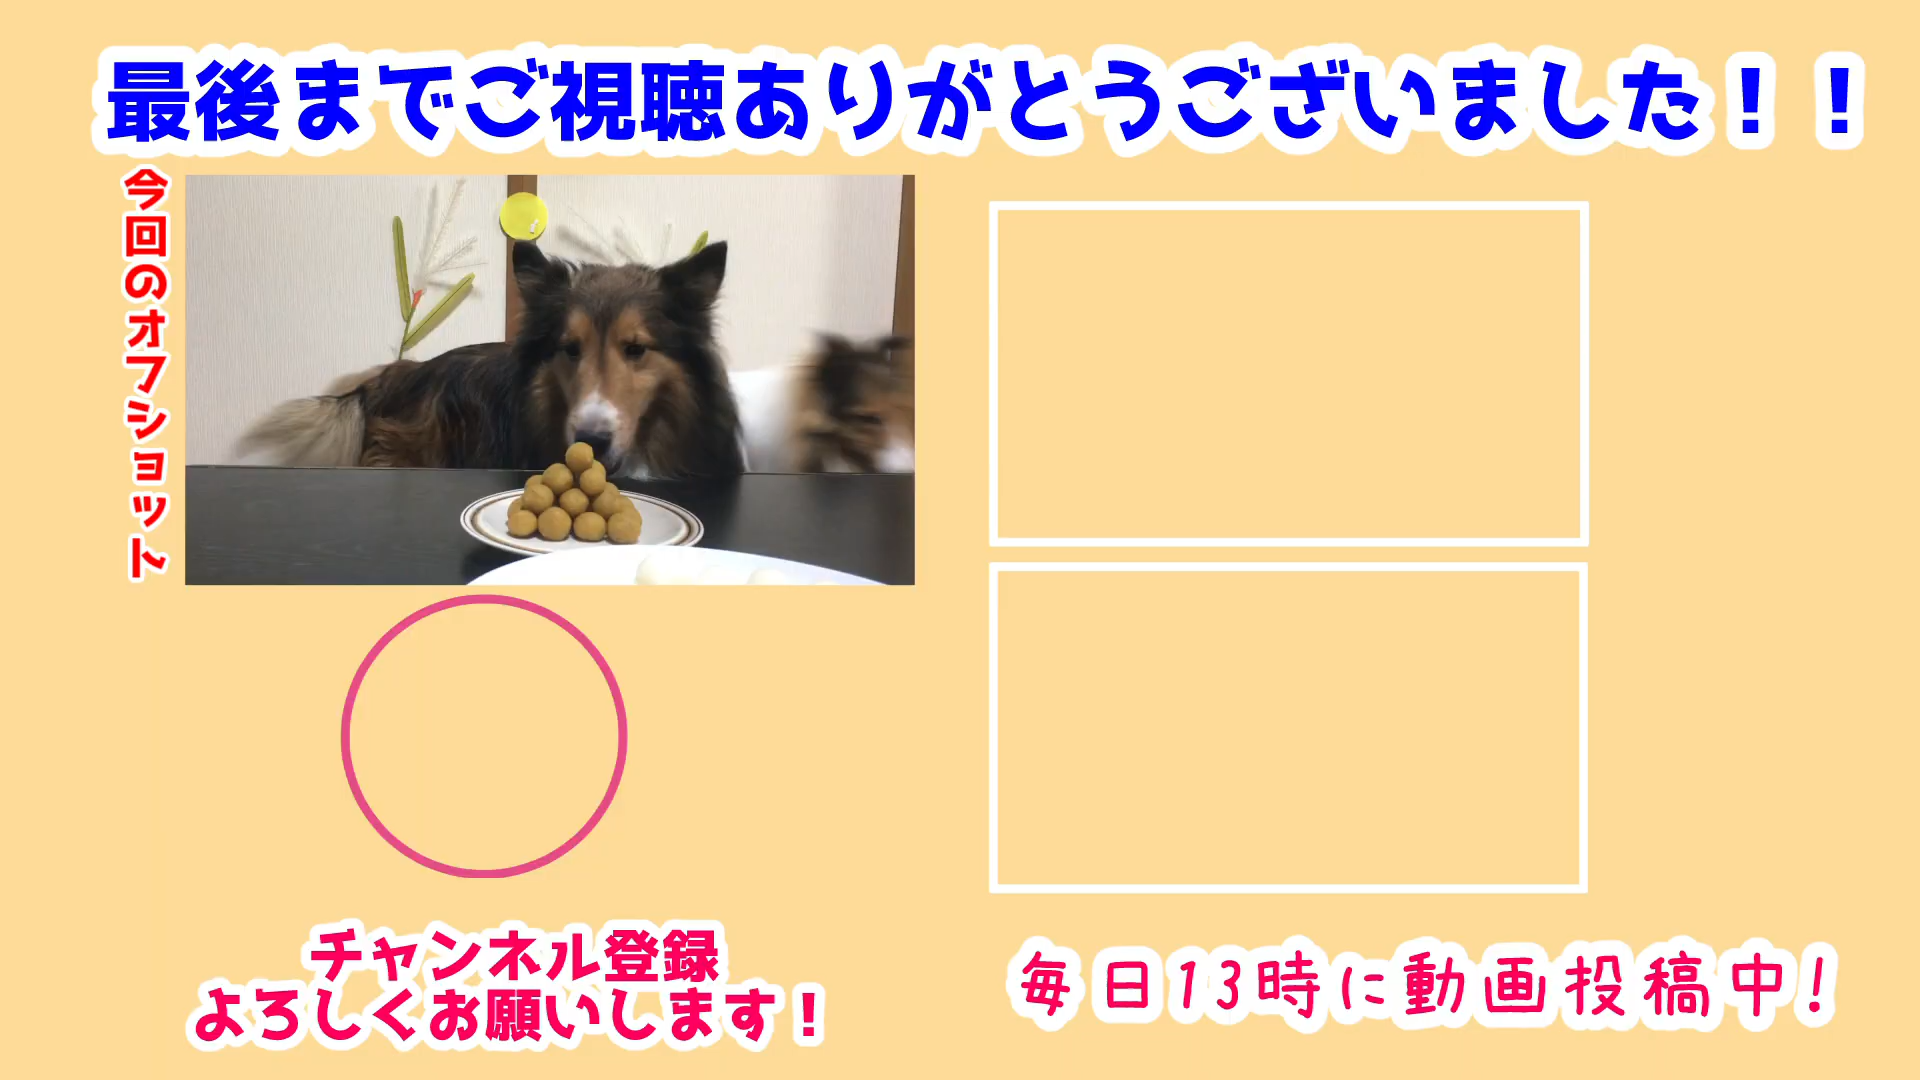 最後までご視聴ありがとうございました！！
今回のオフショット
チャンネル登録
よろしくお願いします！
毎日13時に動画投稿中！